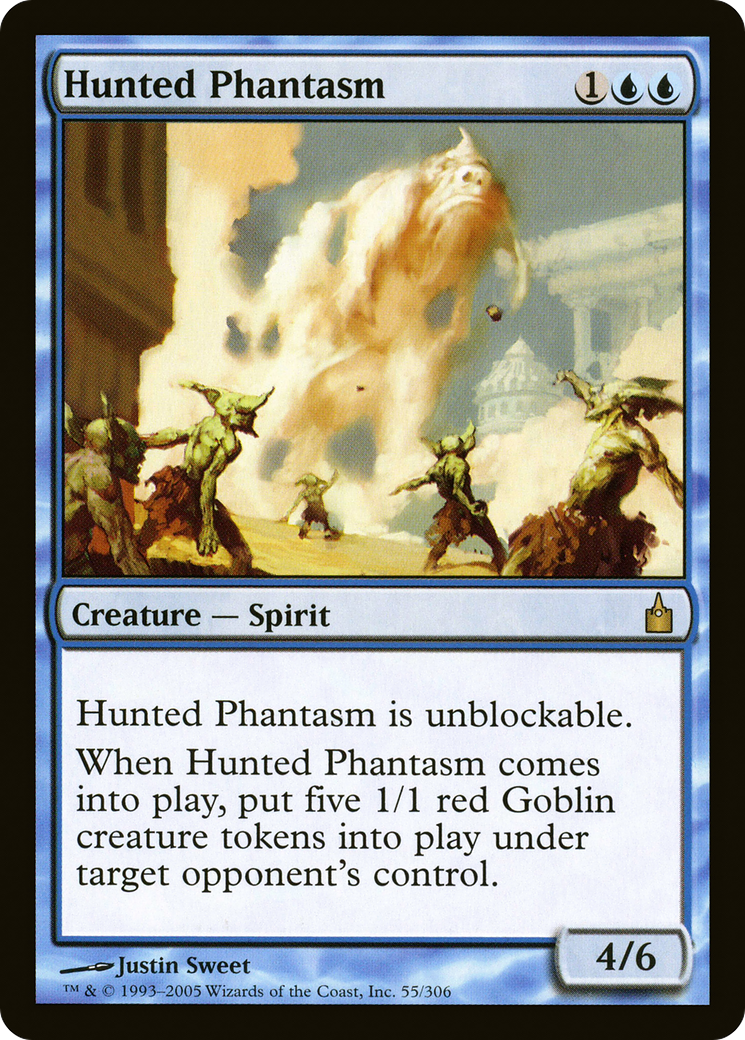 Hunted Phantasm 1
Creature — Spirit
Hunted Phantasm is unblockable.
When Hunted Phantasm comes
into play, put five 1/1 red Goblin
creature tokens into play under
target opponent's control.
4/6
Justin Sweet
™ & © 1993–2005 Wizards of the Coast, Inc. 55/306